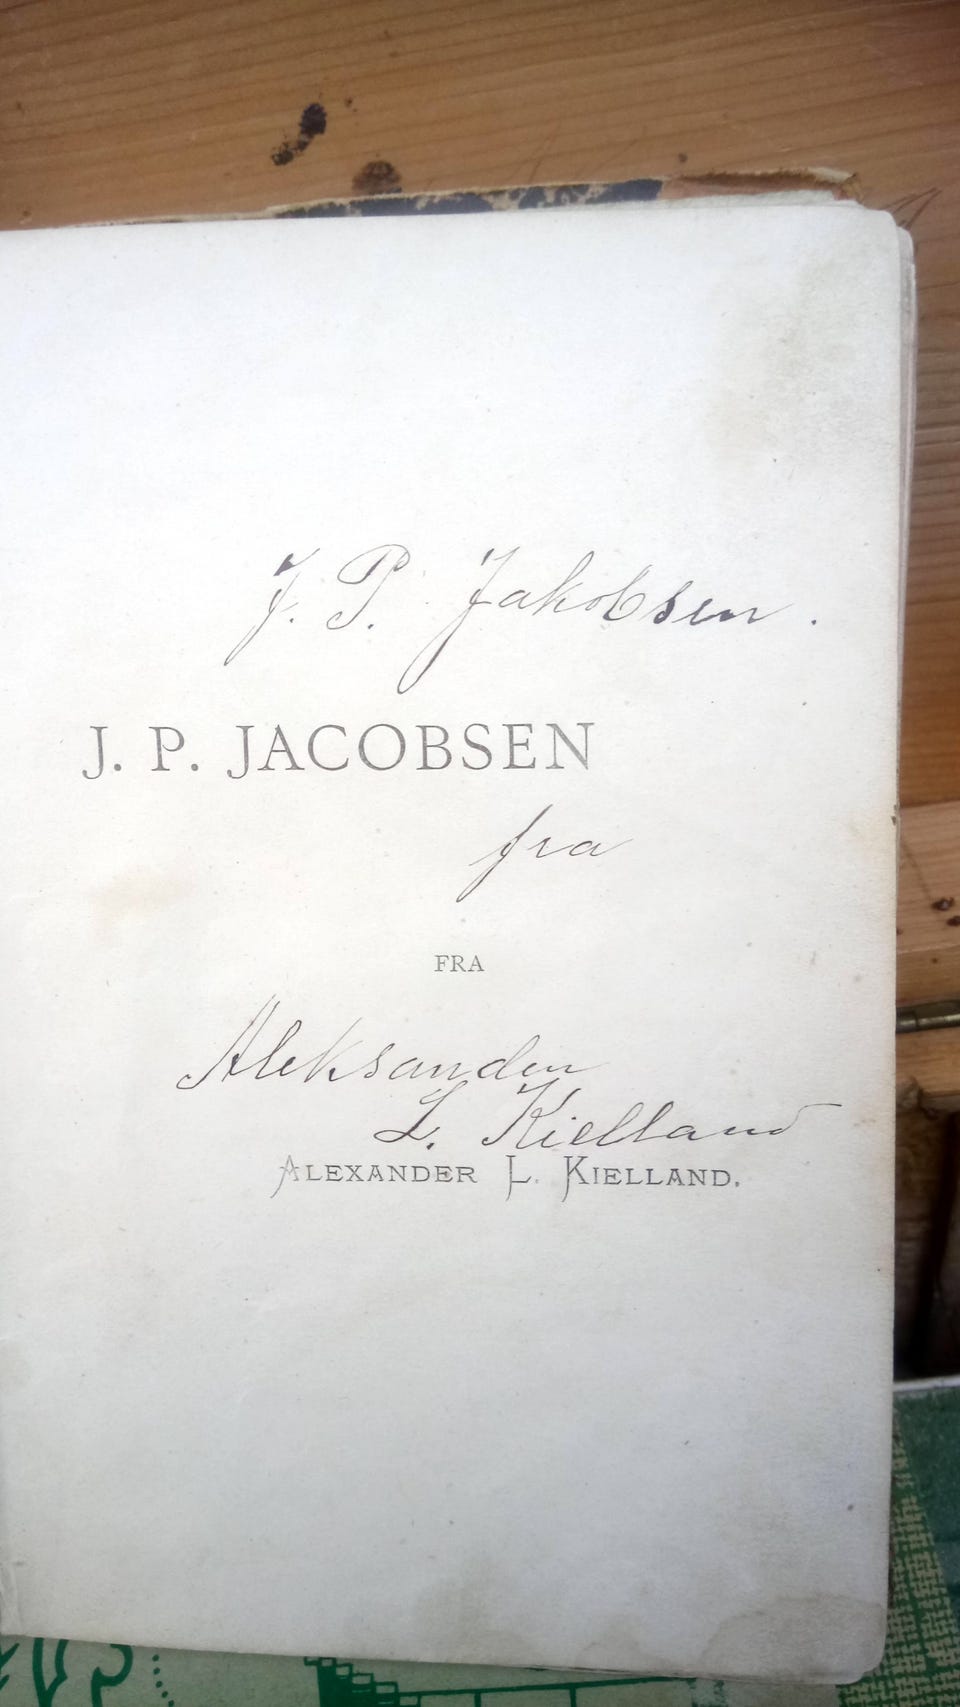 J. P. Jakobsen.
J. P. JACOBSEN
fra
FRA
Aleksander
L. Kielland
ALEXANDER L. KIELLAND.